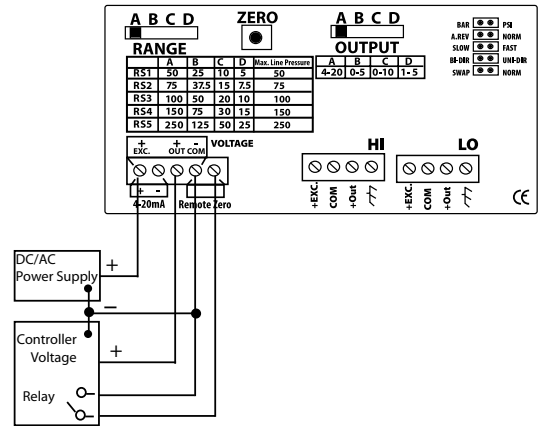 A B C D
RANGE
ZERO
A B C D
OUTPUT
A B C D Max. Line Pressure
RS1 50 25 10 5 50
RS2 75 37.5 15 7.5 75
RS3 100 50 20 10 100
RS4 150 75 30 15 150
RS5 250 125 50 25 250
A B C D
4-20 0-5 0-10 1-5
BAR PSI
A.REV NORM
SLOW FAST
BI-DIR UNI-DIR
SWAP NORM
+ + - VOLTAGE
EXC. OUT COM
+ -
4-20mA Remote Zero
HI
+EXC. COM +Out
LO
+EXC. COM +Out
CE
DC/AC
Power Supply +
−
Controller
Voltage +
Relay